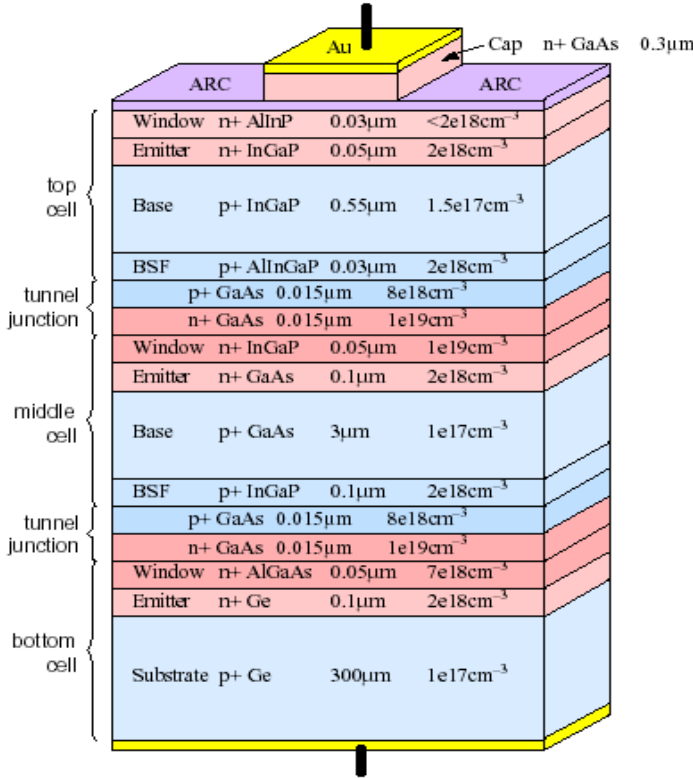 Au
Cap n+ GaAs 0.3µm
ARC ARC
Window n+ AlInP 0.03µm <2e18cm⁻³
Emitter n+ InGaP 0.05µm 2e18cm⁻³
top cell
Base p+ InGaP 0.55µm 1.5e17cm⁻³
BSF p+ AlInGaP 0.03µm 2e18cm⁻³
tunnel junction
p+ GaAs 0.015µm 8e18cm⁻³
n+ GaAs 0.015µm 1e19cm⁻³
Window n+ InGaP 0.05µm 1e19cm⁻³
Emitter n+ GaAs 0.1µm 2e18cm⁻³
middle cell
Base p+ GaAs 3µm 1e17cm⁻³
BSF p+ InGaP 0.1µm 2e18cm⁻³
tunnel junction
p+ GaAs 0.015µm 8e18cm⁻³
n+ GaAs 0.015µm 1e19cm⁻³
Window n+ AlGaAs 0.05µm 7e18cm⁻³
Emitter n+ Ge 0.1µm 2e18cm⁻³
bottom cell
Substrate p+ Ge 300µm 1e17cm⁻³